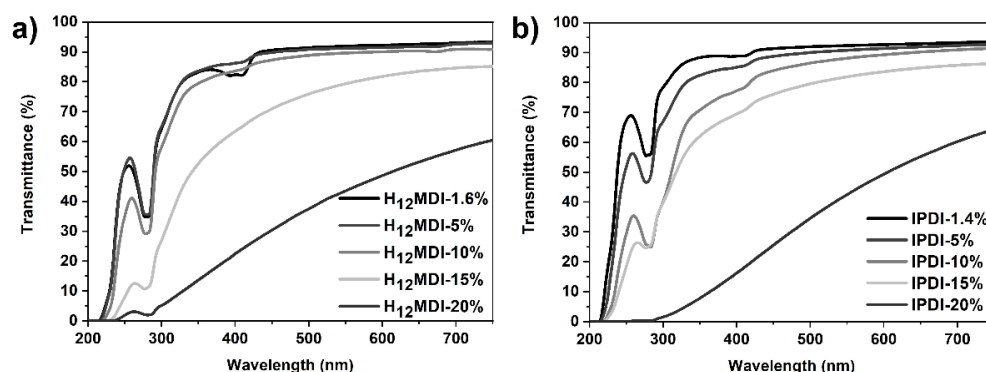 a)
100
90
80
70
60
50
40
30
20
10
0
Transmittance (%)
200 300 400 500 600 700
Wavelength (nm)
H₁₂MDI-1.6%
H₁₂MDI-5%
H₁₂MDI-10%
H₁₂MDI-15%
H₁₂MDI-20%
b)
100
90
80
70
60
50
40
30
20
10
0
Transmittance (%)
200 300 400 500 600 700
Wavelength (nm)
IPDI-1.4%
IPDI-5%
IPDI-10%
IPDI-15%
IPDI-20%